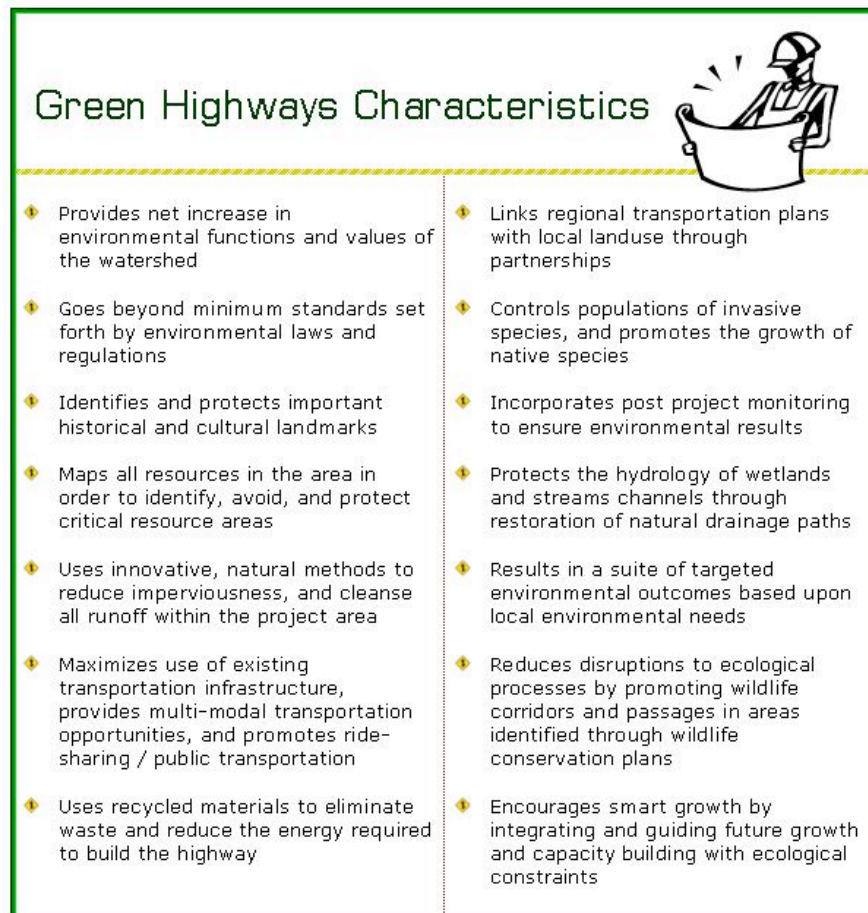 Green Highways Characteristics
Provides net increase in
environmental functions and values of
the watershed
Goes beyond minimum standards set
forth by environmental laws and
regulations
Identifies and protects important
historical and cultural landmarks
Maps all resources in the area in
order to identify, avoid, and protect
critical resource areas
Uses innovative, natural methods to
reduce imperviousness, and cleanse
all runoff within the project area
Maximizes use of existing
transportation infrastructure,
provides multi-modal transportation
opportunities, and promotes ride-
sharing / public transportation
Uses recycled materials to eliminate
waste and reduce the energy required
to build the highway
Links regional transportation plans
with local landuse through
partnerships
Controls populations of invasive
species, and promotes the growth of
native species
Incorporates post project monitoring
to ensure environmental results
Protects the hydrology of wetlands
and streams channels through
restoration of natural drainage paths
Results in a suite of targeted
environmental outcomes based upon
local environmental needs
Reduces disruptions to ecological
processes by promoting wildlife
corridors and passages in areas
identified through wildlife
conservation plans
Encourages smart growth by
integrating and guiding future growth
and capacity building with ecological
constraints